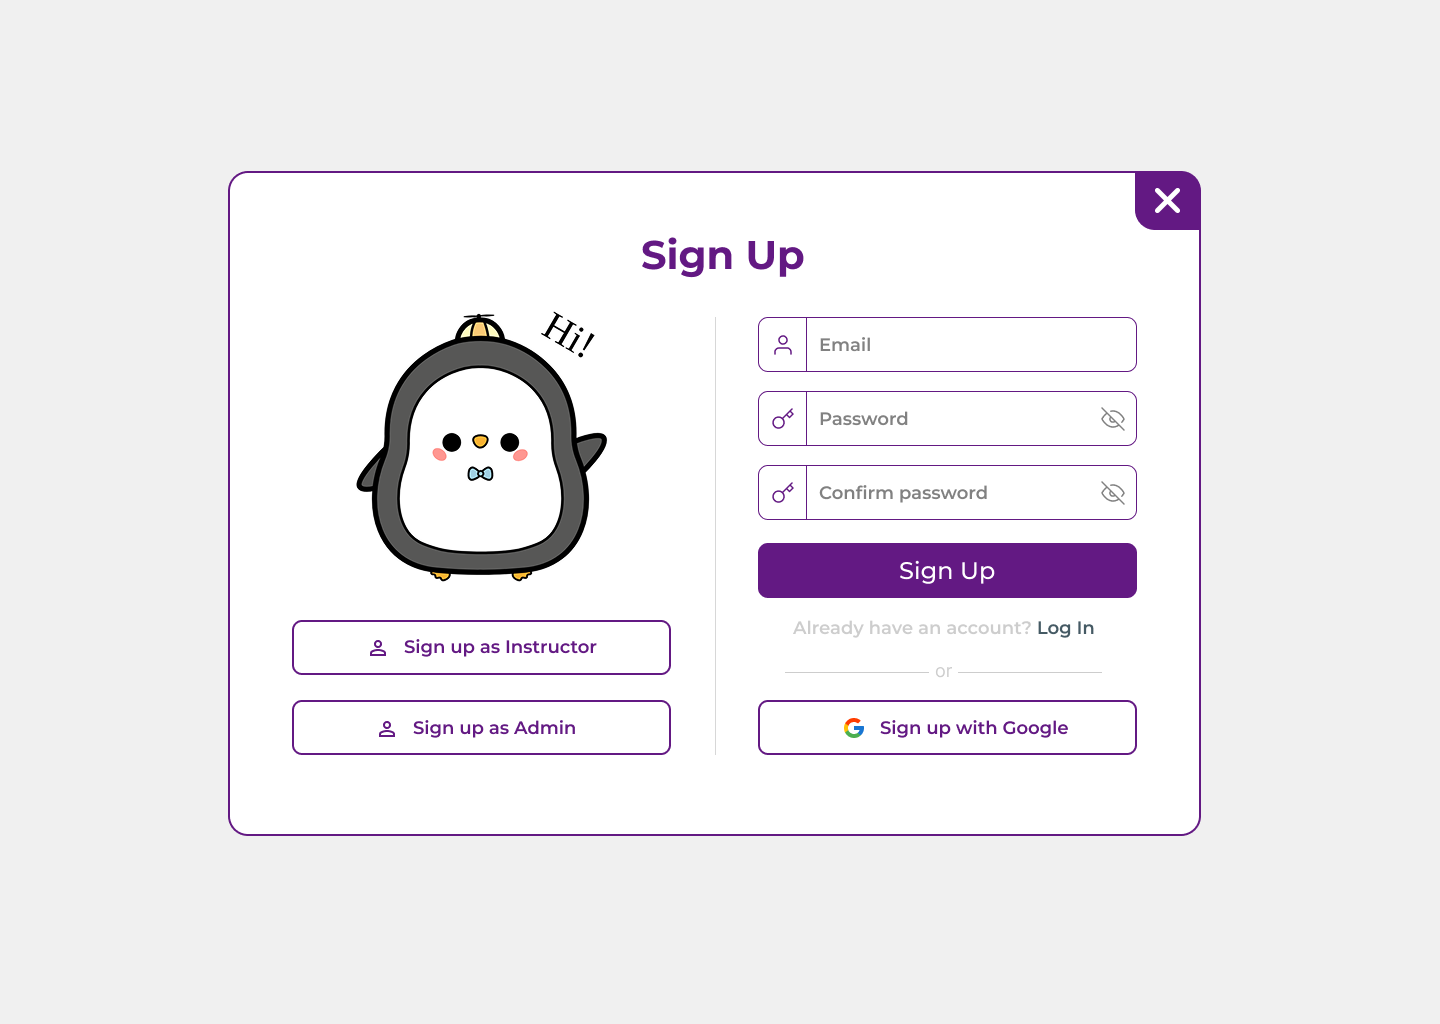 Sign Up
Hi!
Sign up as Instructor
Sign up as Admin
Email
Password
Confirm password
Sign Up
Already have an account? Log In
or
Sign up with Google